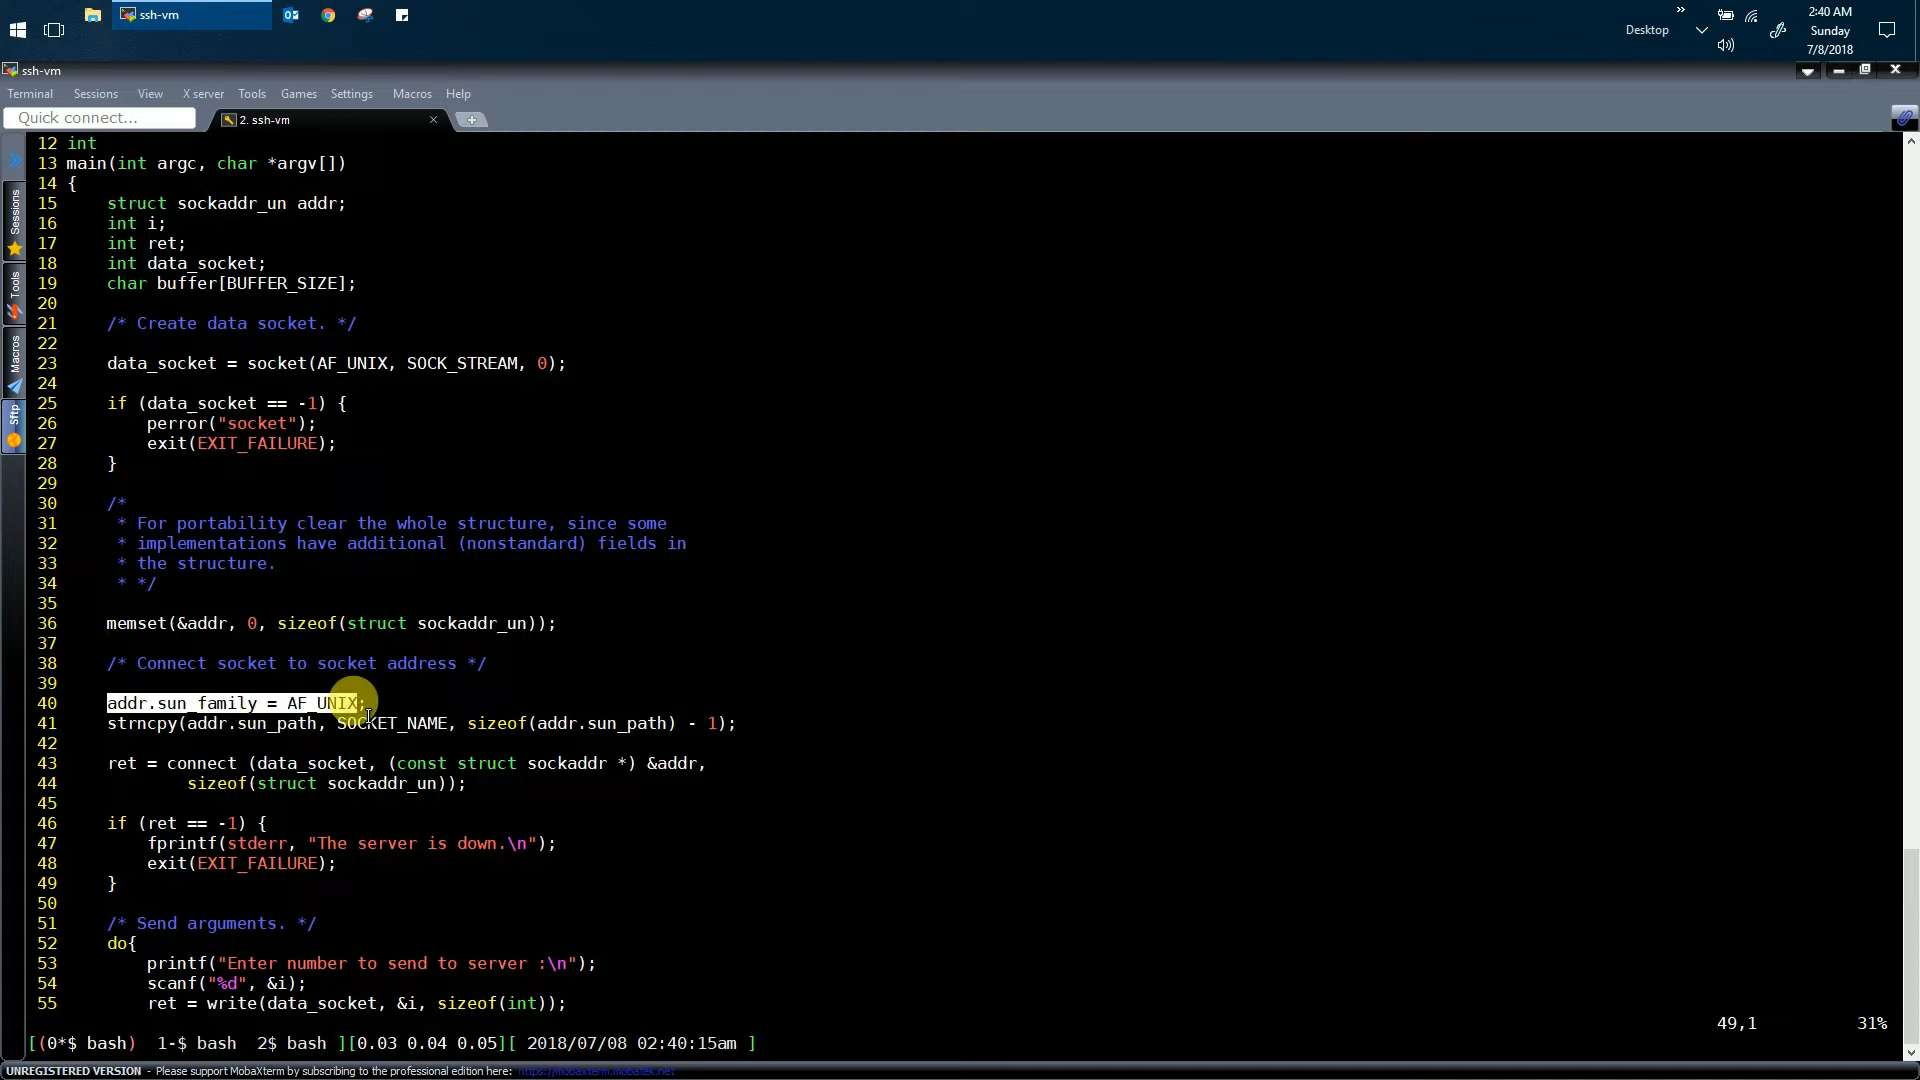 ssh-vm
2:40 AM
Desktop
Sunday
7/8/2018
ssh-vm
Terminal Sessions View X server Tools Games Settings Macros Help
Quick connect...
2. ssh-vm
Sessions
Tools
Macros
Sftp
12 int
13 main(int argc, char *argv[])
14 {
15     struct sockaddr_un addr;
16     int i;
17     int ret;
18     int data_socket;
19     char buffer[BUFFER_SIZE];
20
21     /* Create data socket. */
22
23     data_socket = socket(AF_UNIX, SOCK_STREAM, 0);
24
25     if (data_socket == -1) {
26         perror("socket");
27         exit(EXIT_FAILURE);
28     }
29
30     /*
31      * For portability clear the whole structure, since some
32      * implementations have additional (nonstandard) fields in
33      * the structure.
34      * */
35
36     memset(&addr, 0, sizeof(struct sockaddr_un));
37
38     /* Connect socket to socket address */
39
40     addr.sun_family = AF_UNIX;
41     strncpy(addr.sun_path, SOCKET_NAME, sizeof(addr.sun_path) - 1);
42
43     ret = connect (data_socket, (const struct sockaddr *) &addr,
44             sizeof(struct sockaddr_un));
45
46     if (ret == -1) {
47         fprintf(stderr, "The server is down.\n");
48         exit(EXIT_FAILURE);
49     }
50
51     /* Send arguments. */
52     do{
53         printf("Enter number to send to server :\n");
54         scanf("%d", &i);
55         ret = write(data_socket, &i, sizeof(int));
49,1 31%
[(0*$ bash)  1-$ bash  2$ bash ][0.03 0.04 0.05][ 2018/07/08 02:40:15am ]
UNREGISTERED VERSION - Please support MobaXterm by subscribing to the professional edition here: https://mobaxterm.mobatek.net